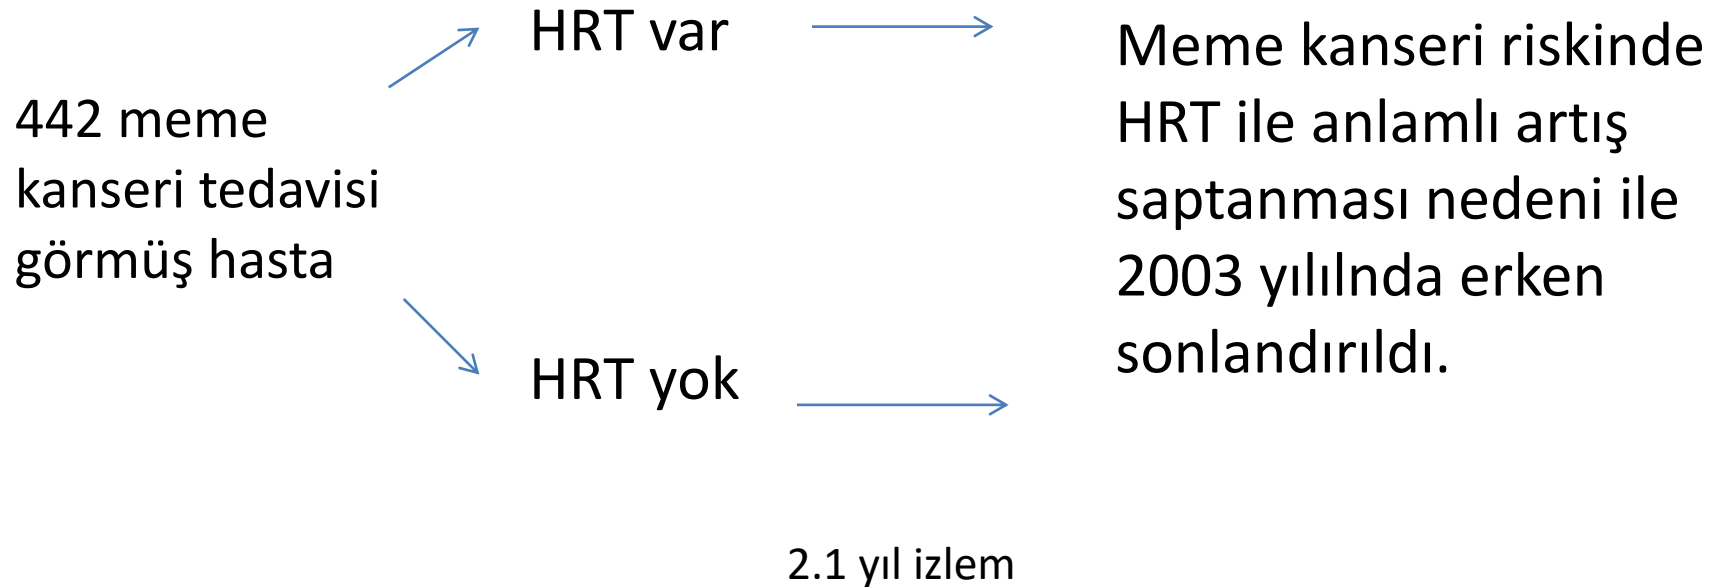 442 meme
kanseri tedavisi
görmüş hasta
HRT var
HRT yok
Meme kanseri riskinde
HRT ile anlamlı artış
saptanması nedeni ile
2003 yılılnda erken
sonlandırıldı.
2.1 yıl izlem